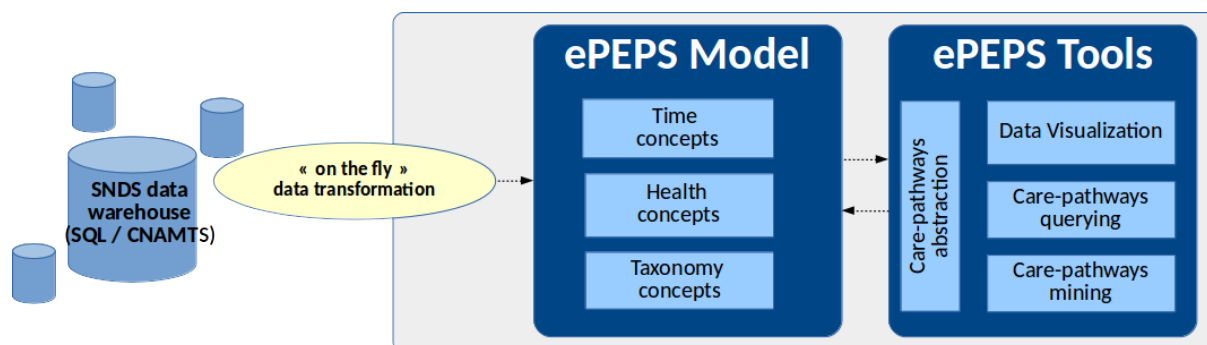 SNDS data
warehouse
(SQL / CNAMTS)
« on the fly »
data transformation
ePEPS Model
Time
concepts
Health
concepts
Taxonomy
concepts
ePEPS Tools
Care-pathways
abstraction
Data Visualization
Care-pathways
querying
Care-pathways
mining